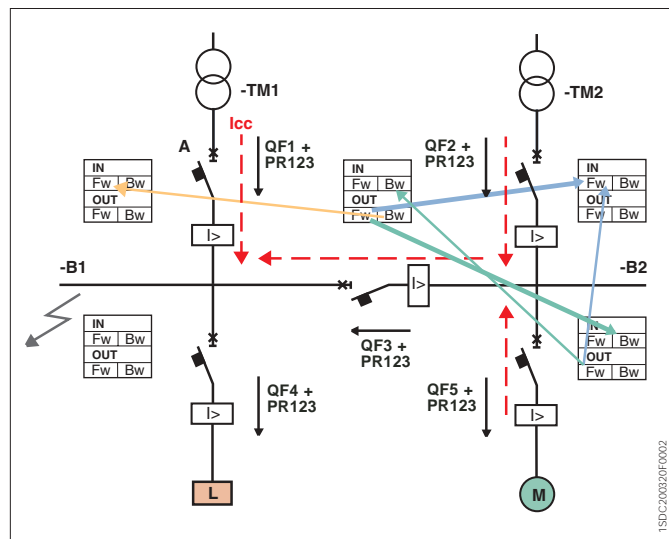 -TM1
-TM2
Icc
A
QF1 +
PR123
QF2 +
PR123
IN
Fw Bw
OUT
Fw Bw
IN
Fw Bw
OUT
Fw Bw
IN
Fw Bw
OUT
Fw Bw
I>
I>
-B1
I>
-B2
IN
Fw Bw
OUT
Fw Bw
QF3 +
PR123
IN
Fw Bw
OUT
Fw Bw
QF4 +
PR123
QF5 +
PR123
I>
I>
L
M
1SDC200320F0002